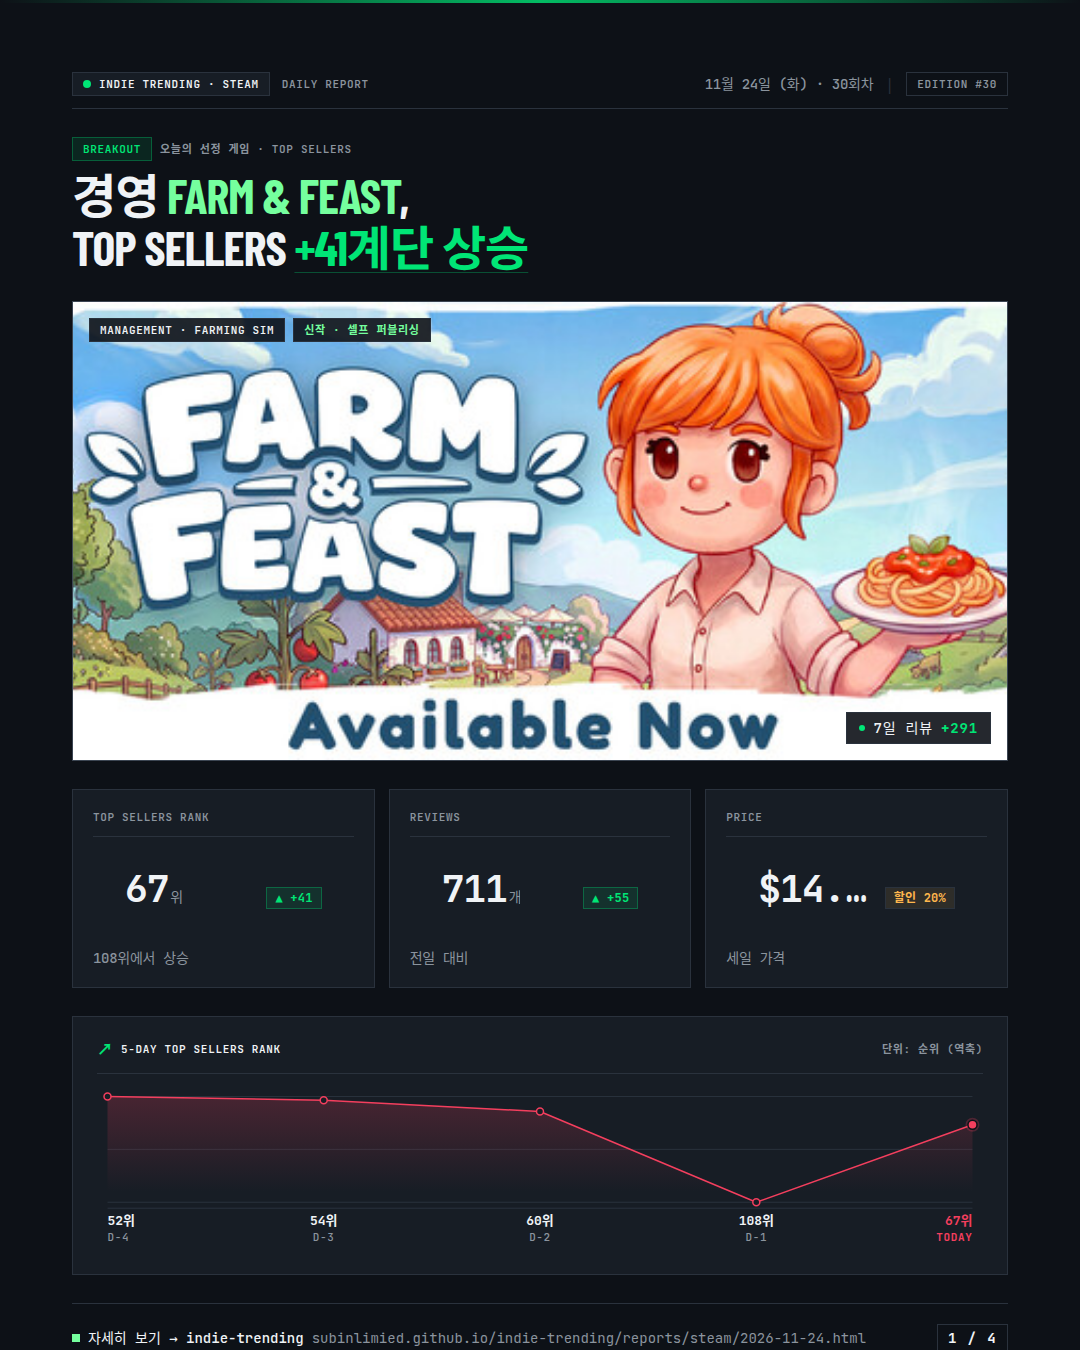 INDIE TRENDING · STEAM DAILY REPORT 11월 24일 (화) · 30회차 | EDITION #30
BREAKOUT 오늘의 선정 게임 · TOP SELLERS
경영 FARM & FEAST,
TOP SELLERS +41계단 상승
MANAGEMENT · FARMING SIM 신작 · 셀프 퍼블리싱
FARM
&
FEAST
Available Now
7일 리뷰 +291
TOP SELLERS RANK
67위 ▲ +41
108위에서 상승
REVIEWS
711개 ▲ +55
전일 대비
PRICE
$14.… 할인 20%
세일 가격
↗ 5-DAY TOP SELLERS RANK 단위: 순위 (역축)
52위 54위 60위 108위 67위
D-4 D-3 D-2 D-1 TODAY
자세히 보기 → indie-trending subinlimied.github.io/indie-trending/reports/steam/2026-11-24.html 1 / 4